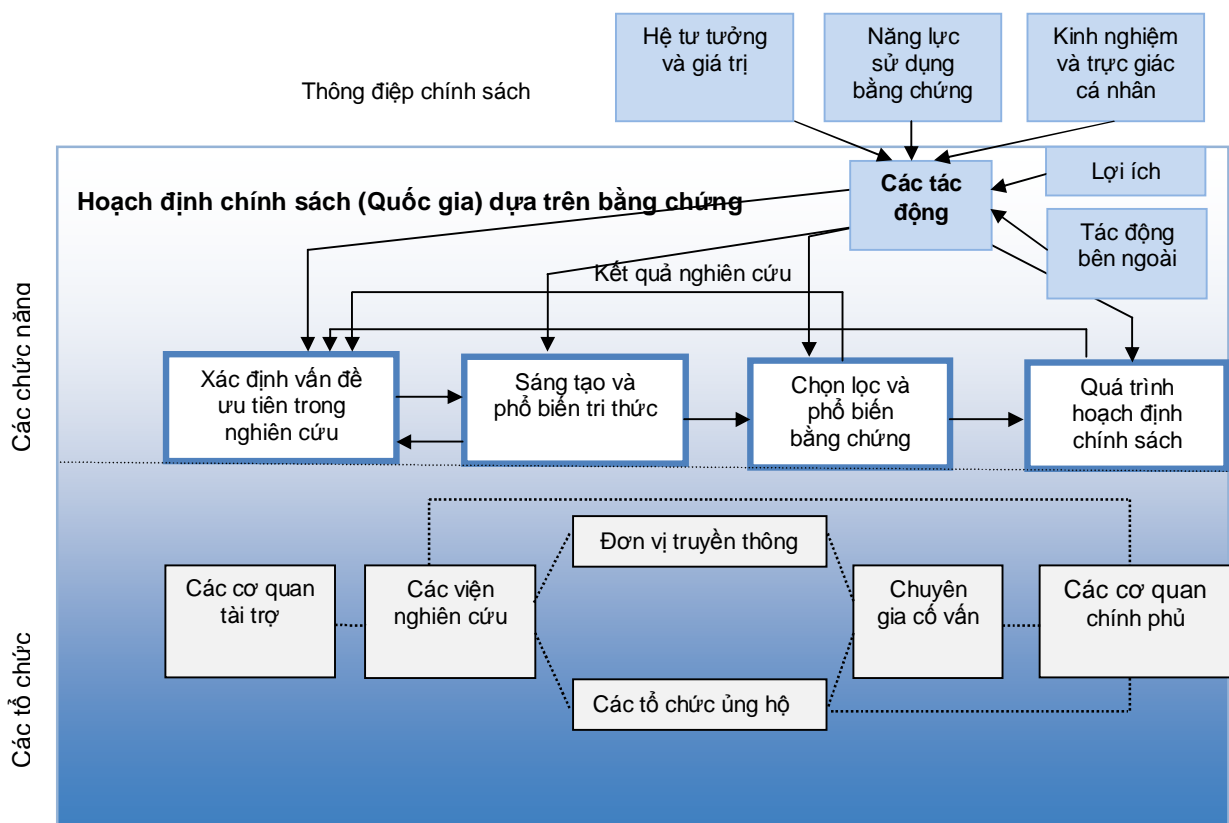 Hệ tư tưởng
và giá trị
Năng lực
sử dụng
bằng chứng
Kinh nghiệm
và trực giác
cá nhân
Thông điệp chính sách
Các tác
động
Lợi ích
Hoạch định chính sách (Quốc gia) dựa trên bằng chứng
Tác động
bên ngoài
Kết quả nghiên cứu
Các chức năng
Xác định vấn đề
ưu tiên trong
nghiên cứu
Sáng tạo và
phổ biến tri thức
Chọn lọc và
phổ biến
bằng chứng
Quá trình
hoạch định
chính sách
Đơn vị truyền thông
Các cơ quan
tài trợ
Các viện
nghiên cứu
Chuyên
gia cố vấn
Các cơ quan
chính phủ
Các tổ chức ủng hộ
Các tổ chức